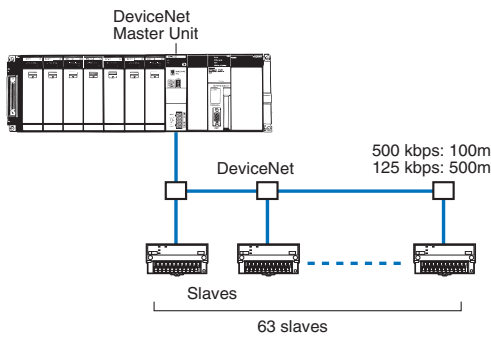 DeviceNet
Master Unit
DeviceNet
500 kbps: 100m
125 kbps: 500m
Slaves
63 slaves